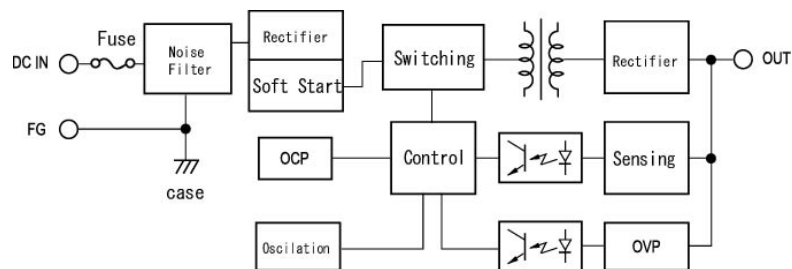 Fuse
DC IN
Noise
Filter
Rectifier
Soft Start
Switching
Rectifier
OUT
FG
case
OCP
Control
Sensing
Oscilation
OVP